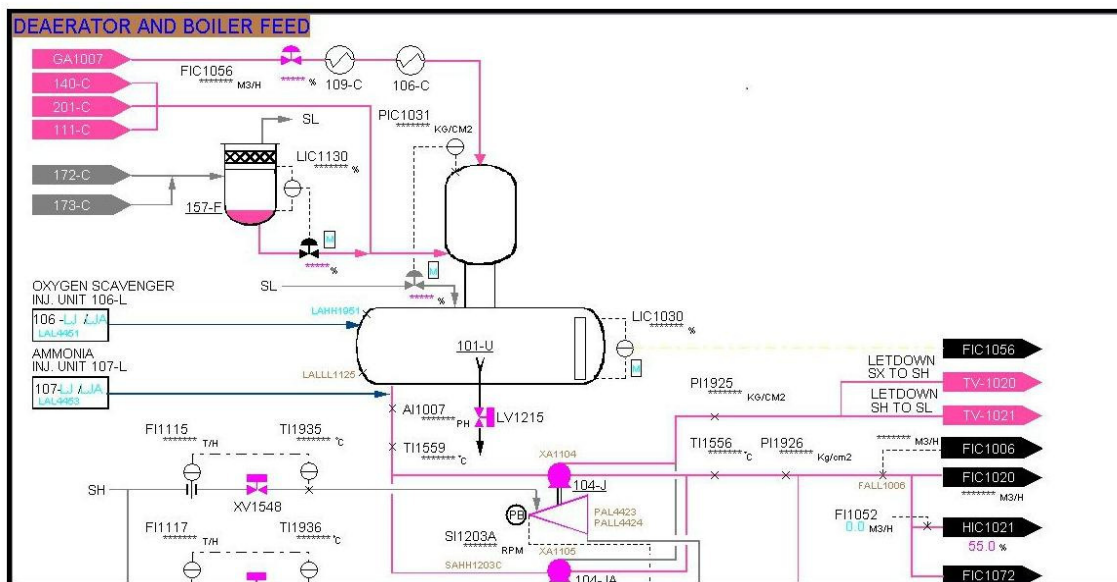 DEAERATOR AND BOILER FEED
GA1007
140-C
201-C
111-C
172-C
173-C
FIC1056
******* M3/H
***** %
109-C
106-C
SL
PIC1031
******* KG/CM2
LIC1130
******* %
157-F
M
***** %
SL
M
***** %
OXYGEN SCAVENGER
INJ. UNIT 106-L
106 -LJ /LJA
LAL4451
LAHH1951
LIC1030
******* %
M
101-U
AMMONIA
INJ. UNIT 107-L
107-LJ /LJA
LAL4453
LALLL1125
AI1007
******* PH
LV1215
TI1559
******* °C
PI1925
******* KG/CM2
LETDOWN
SX TO SH
LETDOWN
SH TO SL
FIC1056
TV-1020
TV-1021
FI1115
******* T/H
TI1935
******* °C
SH
XV1548
FI1117
******* T/H
TI1936
******* °C
XA1104
104-J
PB
PAL4423
PALL4424
SI1203A
******* RPM
XA1105
SAHH1203C
104-JA
TI1556
******* °C
PI1926
******* Kg/cm2
******* M3/H
FALL1006
FIC1006
FIC1020
******* M3/H
FI1052
0.0 M3/H
HIC1021
55.0 %
FIC1072